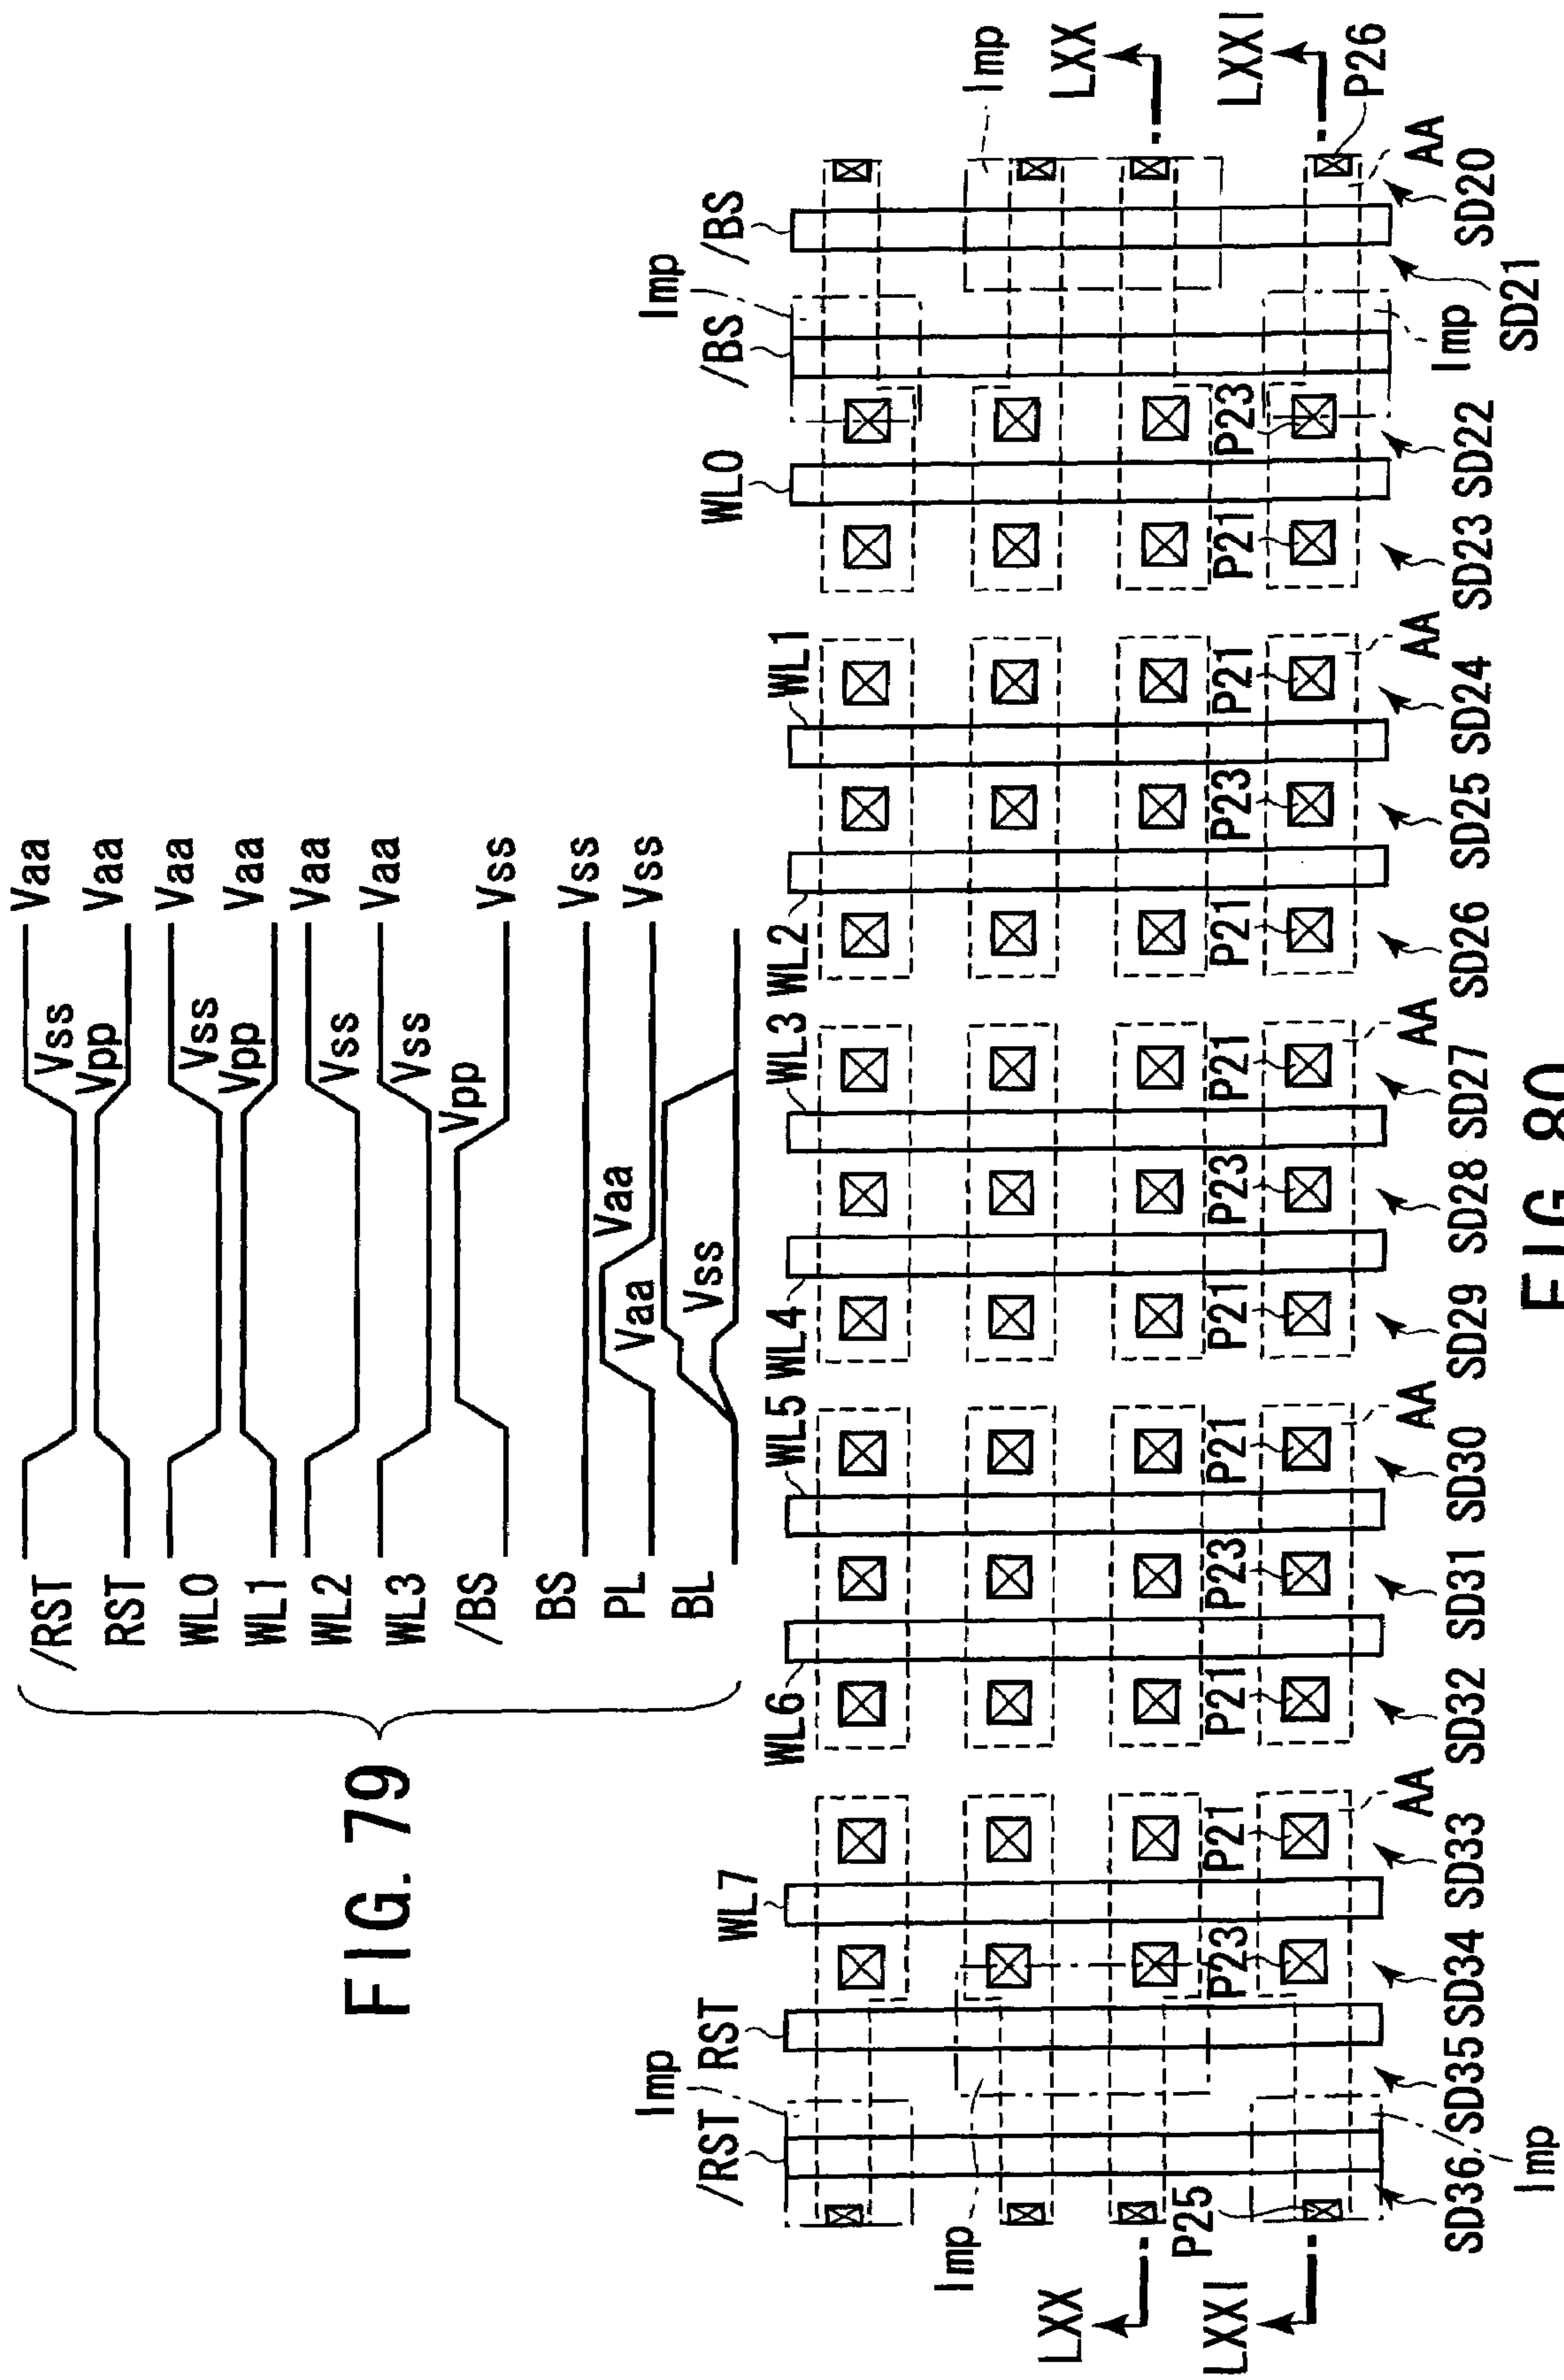 FIG. 79
/RST Vss Vaa
RST Vpp Vaa
WL0 Vss Vaa
WL1 Vpp Vaa
WL2 Vss Vaa
WL3 Vss Vaa
/BS Vpp Vss
BS Vss
PL Vaa Vss
BL Vaa Vss
Imp Imp Imp
/RST RST WL7 WL6 WL5 WL4 WL3 WL2 WL1 WL0 /BS /BS
Imp
LXX LXX
P25 P23 P21 P21 P23 P21 P21 P23 P21 P21 P23 P21 P21 P23
LXXI LXXI
P26
AA AA AA AA AA
SD36 SD35 SD34 SD33 SD32 SD31 SD30 SD29 SD28 SD27 SD26 SD25 SD24 SD23 SD22 SD21 SD20
Imp Imp
FIG. 80